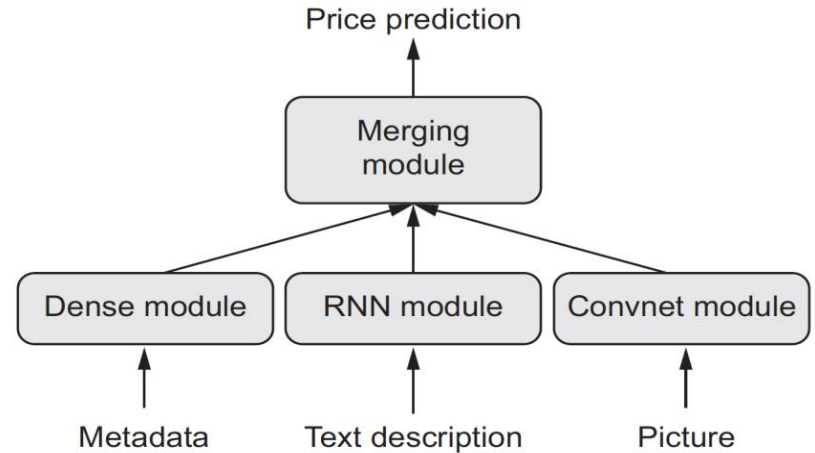 Price prediction
Merging
module
Dense module
RNN module
Convnet module
Metadata
Text description
Picture